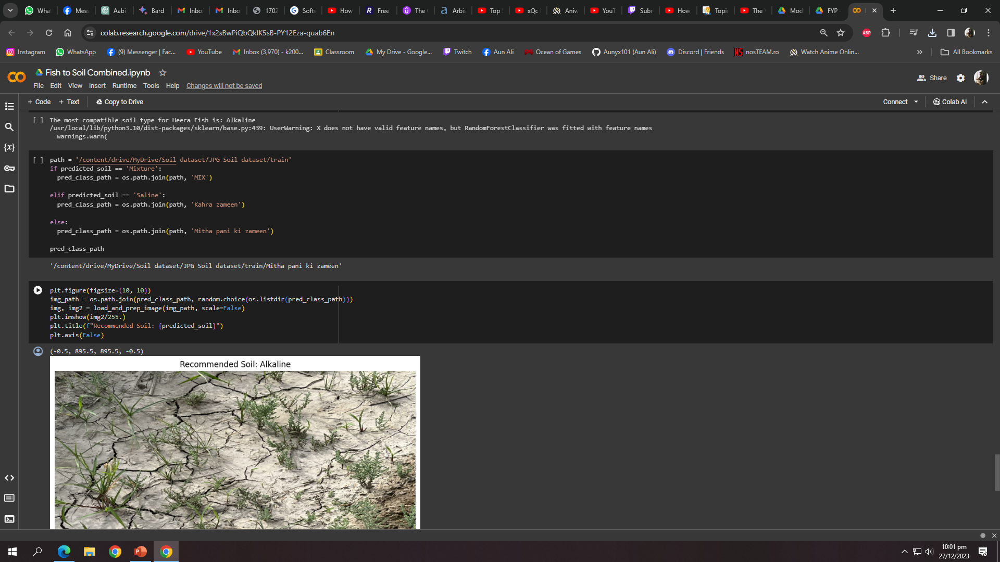 What
Mess
Aabi
Bard
Inbo
Inbo
1702
Softv
How
Free
The
Arbi
Top
xQc
Aniw
YouT
Subr
How
Topic
The
Mod
FYP
colab.research.google.com/drive/1x2sBwPiQbQkIK5sB-PY12Eza-quab6En
ABP
Instagram
WhatsApp
(9) Messenger | Fac...
YouTube
Inbox (3,970) - k200...
Classroom
My Drive - Google...
Twitch
Aun Ali
Ocean of Games
Aunyx101 (Aun Ali)
Discord | Friends
NS nosTEAM.ro
Watch Anime Onlin...
»
All Bookmarks
Fish to Soil Combined.ipynb
File Edit View Insert Runtime Tools Help Changes will not be saved
Share
+ Code + Text Copy to Drive
Connect
Colab AI
[ ] The most compatible soil type for Heera Fish is: Alkaline
/usr/local/lib/python3.10/dist-packages/sklearn/base.py:439: UserWarning: X does not have valid feature names, but RandomForestClassifier was fitted with feature names
warnings.warn(
{x}
[ ] path = '/content/drive/MyDrive/Soil dataset/JPG Soil dataset/train'
if predicted_soil == 'Mixture':
pred_class_path = os.path.join(path, 'MIX')
elif predicted_soil == 'Saline':
pred_class_path = os.path.join(path, 'Kahra zameen')
else:
pred_class_path = os.path.join(path, 'Mitha pani ki zameen')
pred_class_path
'/content/drive/MyDrive/Soil dataset/JPG Soil dataset/train/Mitha pani ki zameen'
plt.figure(figsize=(10, 10))
img_path = os.path.join(pred_class_path, random.choice(os.listdir(pred_class_path)))
img, img2 = load_and_prep_image(img_path, scale=False)
plt.imshow(img2/255.)
plt.title(f"Recommended Soil: {predicted_soil}")
plt.axis(False)
(-0.5, 895.5, 895.5, -0.5)
Recommended Soil: Alkaline
10:01 pm
27/12/2023